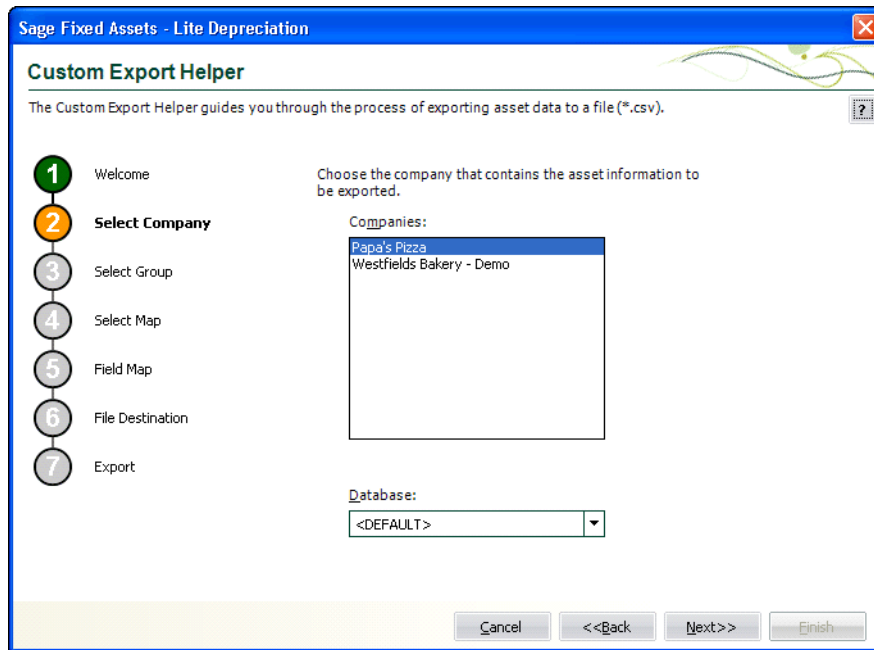 Sage Fixed Assets - Lite Depreciation
Custom Export Helper
The Custom Export Helper guides you through the process of exporting asset data to a file (*.csv).
?
1 Welcome
2 Select Company
3 Select Group
4 Select Map
5 Field Map
6 File Destination
7 Export
Choose the company that contains the asset information to
be exported.
Companies:
Papa's Pizza
Westfields Bakery - Demo
Database:
<DEFAULT>
Cancel
<<Back
Next>>
Finish